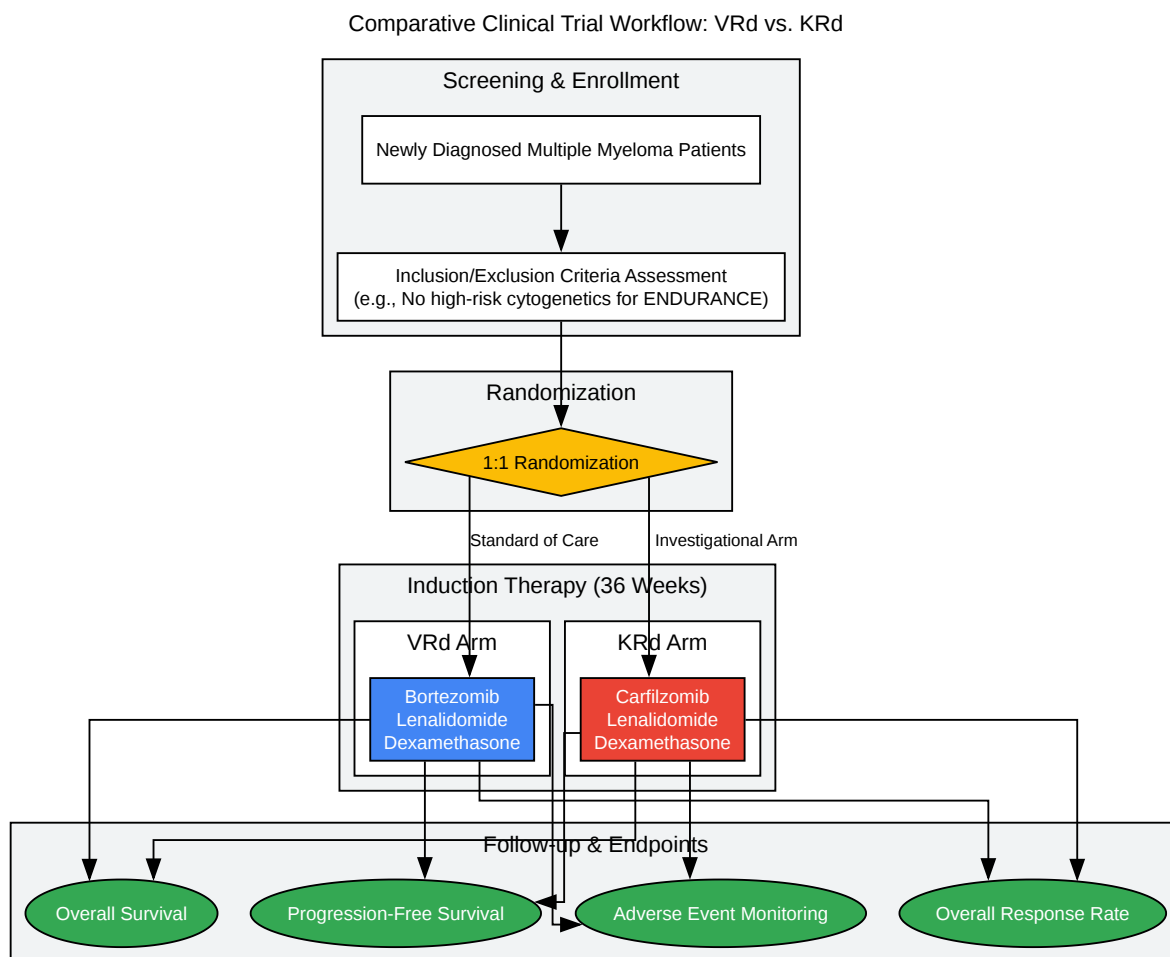 Comparative Clinical Trial Workflow: VRd vs. KRd
Screening & Enrollment
Newly Diagnosed Multiple Myeloma Patients
Inclusion/Exclusion Criteria Assessment
(e.g., No high-risk cytogenetics for ENDURANCE)
Randomization
1:1 Randomization
Standard of Care
Investigational Arm
Induction Therapy (36 Weeks)
VRd Arm
KRd Arm
Bortezomib
Lenalidomide
Dexamethasone
Carfilzomib
Lenalidomide
Dexamethasone
Follow-up & Endpoints
Overall Survival
Progression-Free Survival
Adverse Event Monitoring
Overall Response Rate